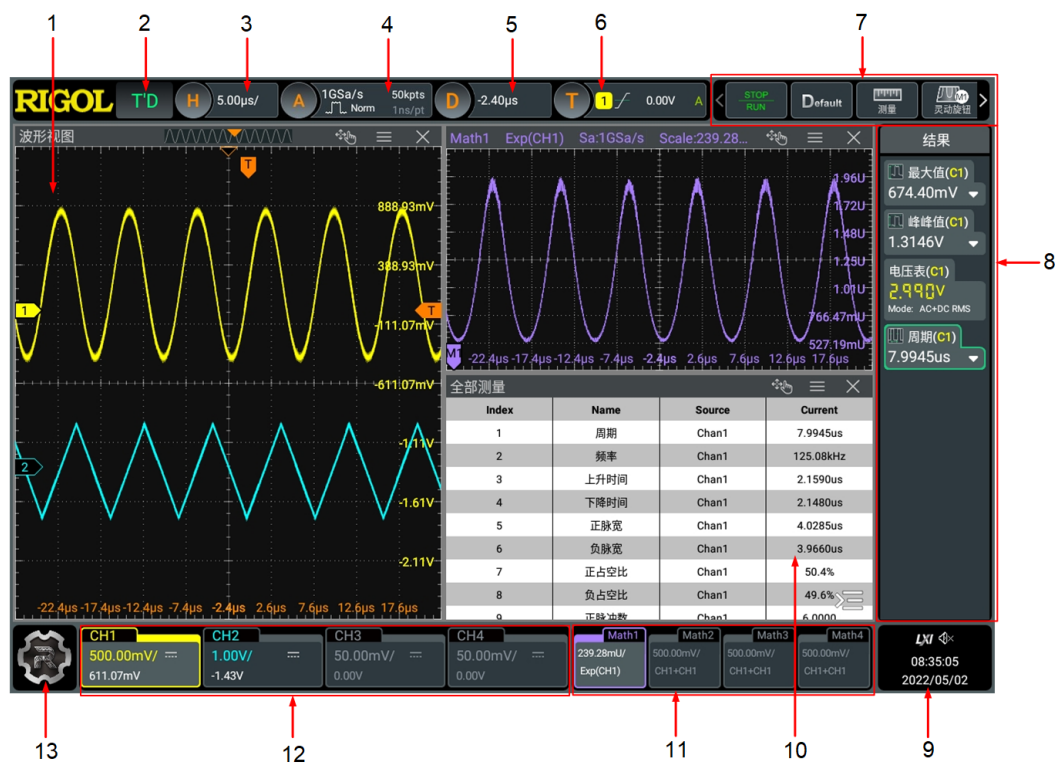 1 2 3 4 5 6 7
RIGOL T'D H 5.00μs/ A 1GSa/s 50kpts D -2.40μs T 1 0.00V A STOP RUN Default 测量 灵动旋钮
Norm 1ns/pt
M1
波形视图
T
888.93mV
388.93mV
1
T
-111.07mV
-611.07mV
-1.11V
2
-1.61V
-2.11V
-22.4μs -17.4μs -12.4μs -7.4μs -2.4μs 2.6μs 7.6μs 12.6μs 17.6μs
Math1 Exp(CH1) Sa:1GSa/s Scale:239.28...
1.96U
1.72U
1.48U
1.25U
1.01U
766.47mU
527.19mU
M1
-22.4μs -17.4μs -12.4μs -7.4μs -2.4μs 2.6μs 7.6μs 12.6μs 17.6μs
全部测量
Index Name Source Current
1 周期 Chan1 7.9945us
2 频率 Chan1 125.08kHz
3 上升时间 Chan1 2.1590us
4 下降时间 Chan1 2.1480us
5 正脉宽 Chan1 4.0285us
6 负脉宽 Chan1 3.9660us
7 正占空比 Chan1 50.4%
8 负占空比 Chan1 49.6%
9 正脉冲数 Chan1 6.0000
结果
最大值(C1)
674.40mV
峰峰值(C1)
1.3146V
电压表(C1)
2.990V
Mode: AC+DC RMS
周期(C1)
7.9945us
8
CH1 CH2 CH3 CH4 Math1 Math2 Math3 Math4
500.00mV/ 1.00V/ 50.00mV/ 50.00mV/ 239.28mU/ 500.00mV/ 500.00mV/ 500.00mV/
611.07mV -1.43V 0.00V 0.00V Exp(CH1) CH1+CH1 CH1+CH1 CH1+CH1
LXI
08:35:05
2022/05/02
13 12 11 10 9